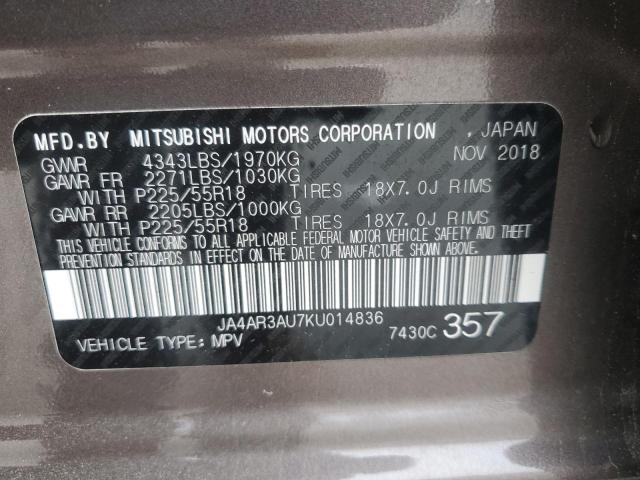 MFD.BY MITSUBISHI MOTORS CORPORATION , JAPAN
GVWR 4343LBS/1970KG NOV 2018
GAWR FR 2271LBS/1030KG
WITH P225/55R18 TIRES 18X7.0J RIMS
GAWR RR 2205LBS/1000KG
WITH P225/55R18 TIRES 18X7.0J RIMS
THIS VEHICLE CONFORMS TO ALL APPLICABLE FEDERAL MOTOR VEHICLE SAFETY AND THEFT
PREVENTION STANDARDS IN EFFECT ON THE DATE OF MANUFACTURE SHOWN ABOVE.
JA4AR3AU7KU014836
VEHICLE TYPE: MPV 7430C 357